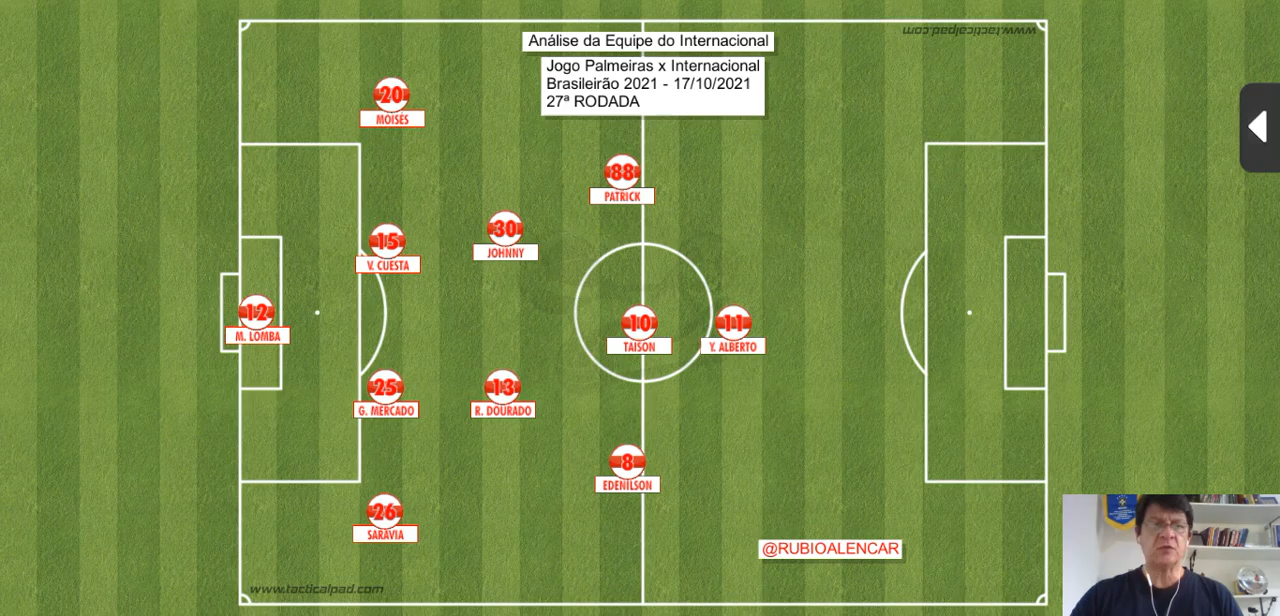 www.tacticalpad.com
Análise da Equipe do Internacional
Jogo Palmeiras x Internacional
Brasileirão 2021 - 17/10/2021
27ª RODADA
20
MOISÉS
88
PATRICK
30
JOHNNY
15
V. CUESTA
12
M. LOMBA
10
TAISON
11
Y. ALBERTO
25
G. MERCADO
13
R. DOURADO
8
EDENÍLSON
26
SARAVIA
@RUBIOALENCAR
www.tacticalpad.com